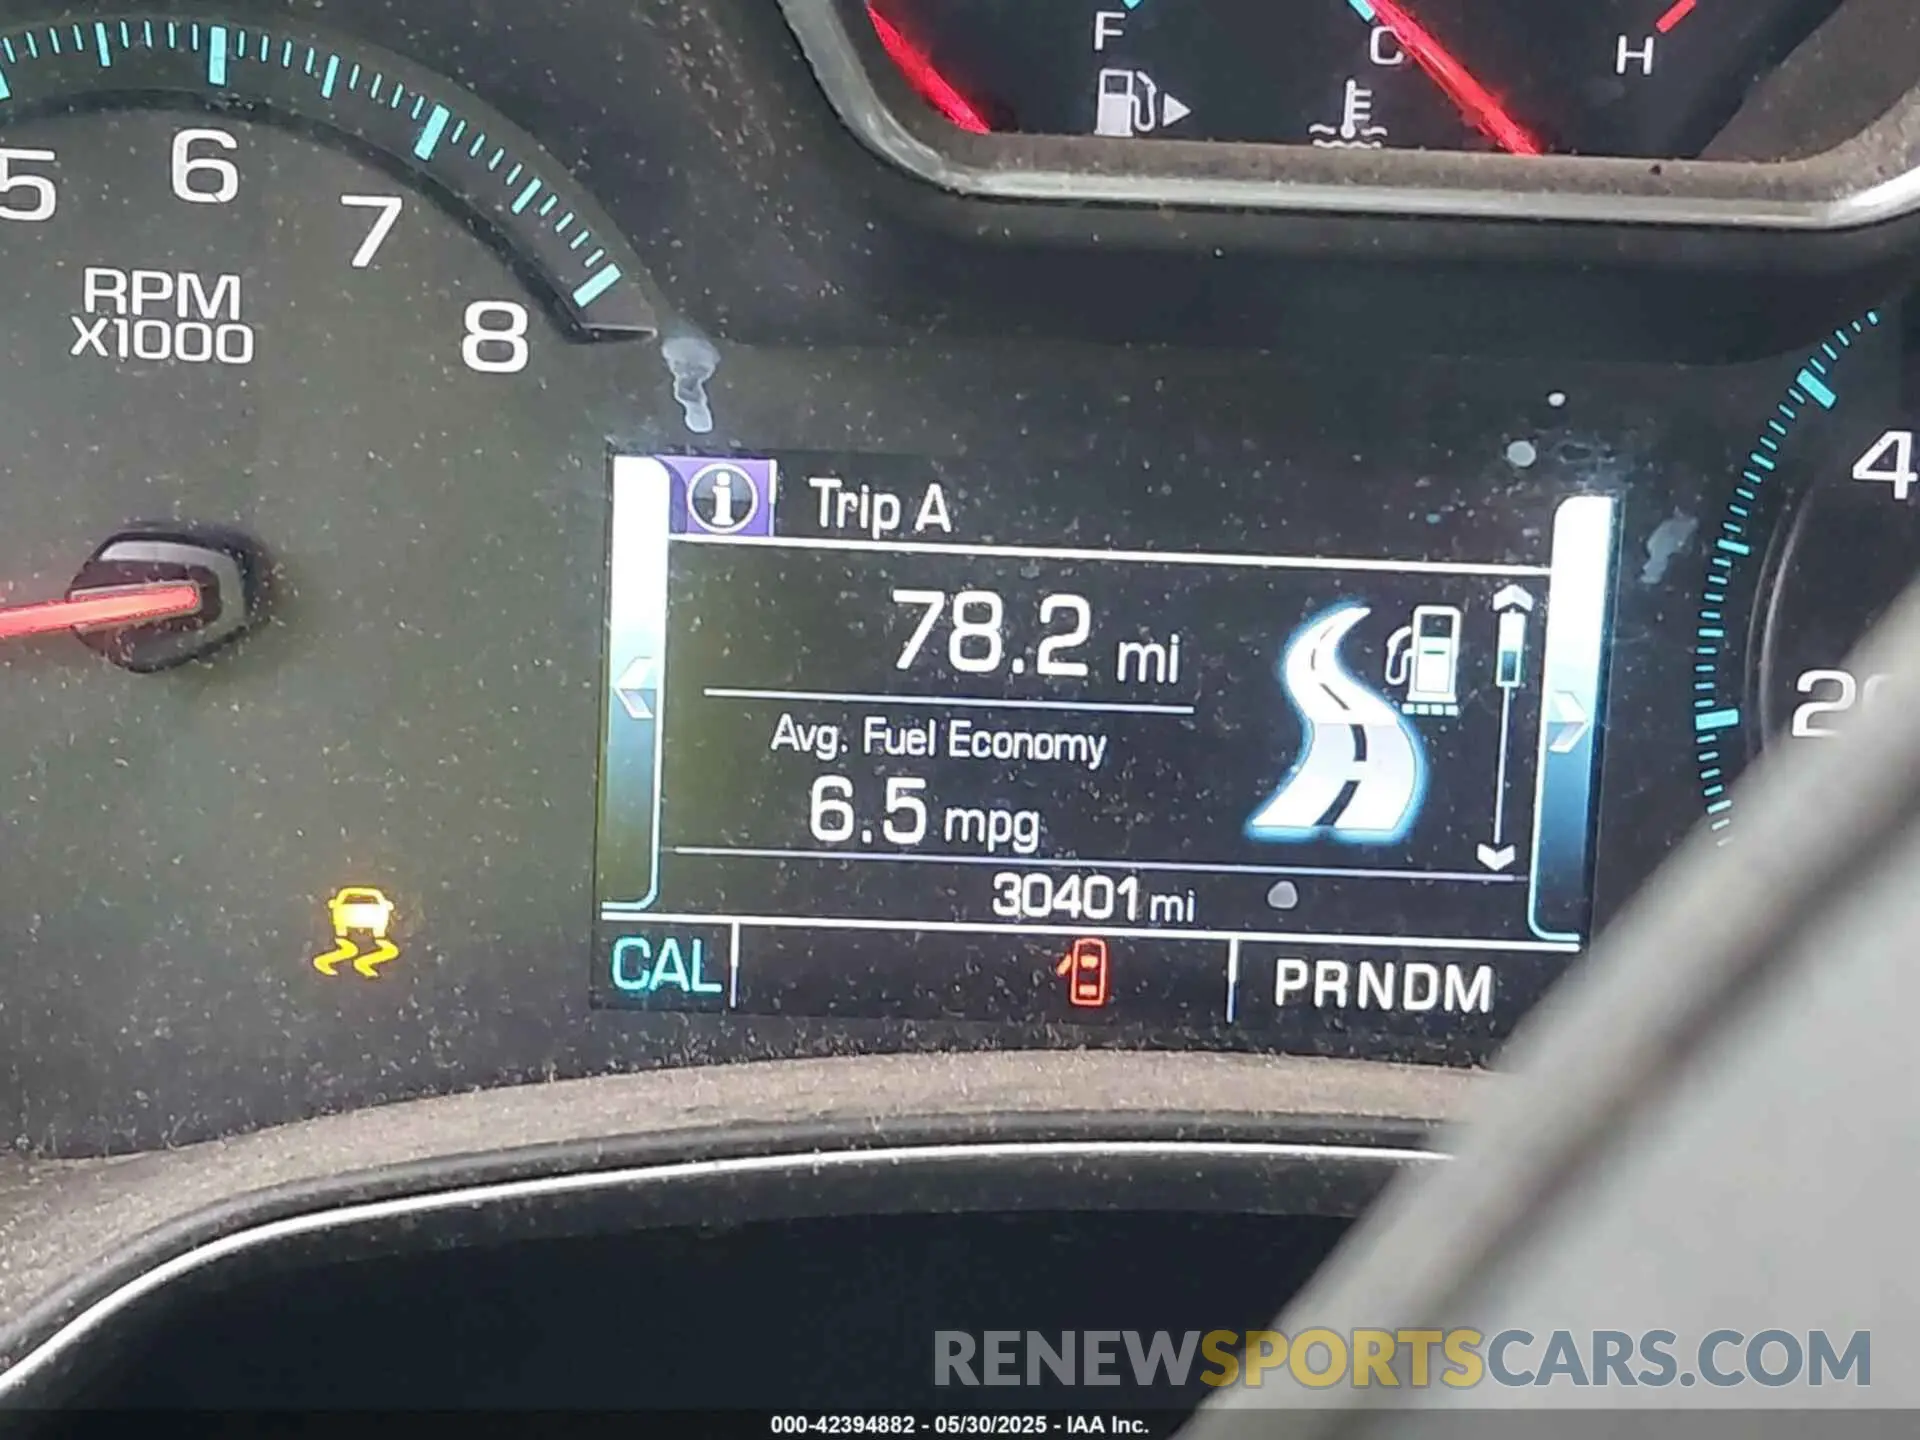 F
C
H
5
6
7
8
RPM
X1000
4
Trip A
78.2 mi
Avg. Fuel Economy
6.5 mpg
30401 mi
CAL
PRNDM
RENEWSPORTSCARS.COM
000-42394882 - 05/30/2025 - IAA Inc.